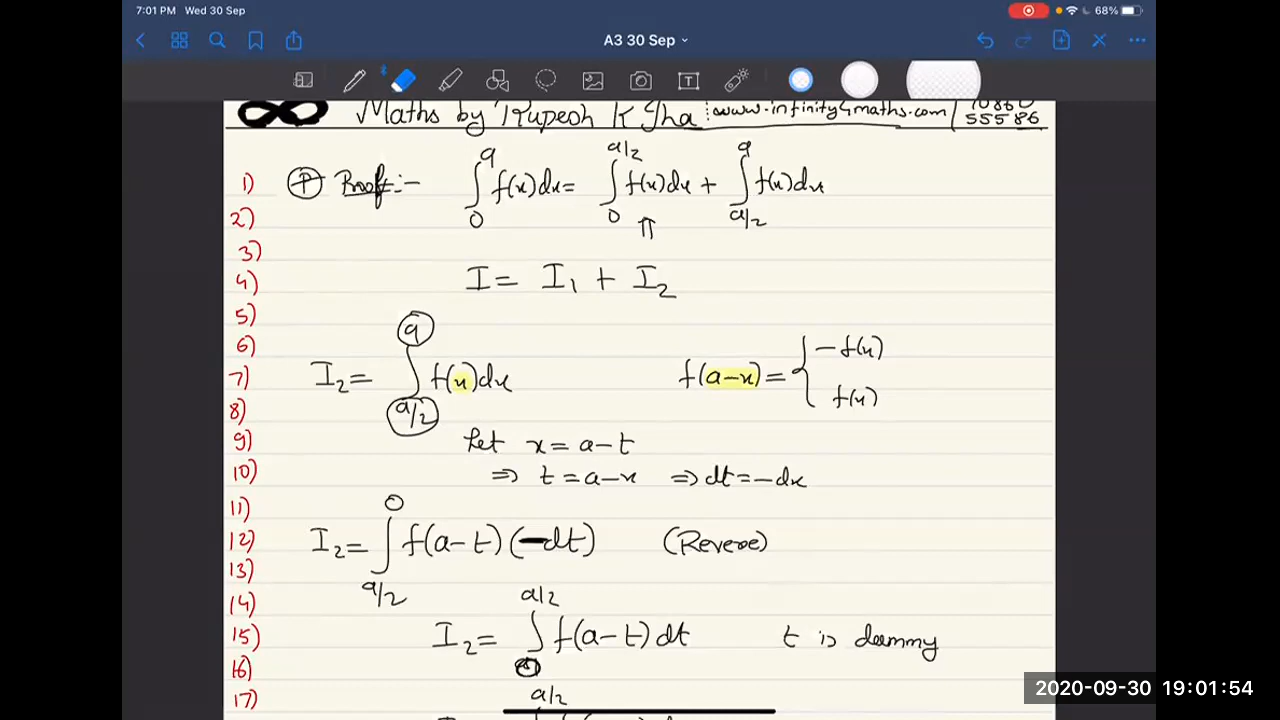 7:01 PM Wed 30 Sep
68%
A3 30 Sep
Maths by Rupesh K Jha www.infinity4maths.com / 10860 55586
1) (P) Proof:- ∫₀^a f(x)dx = ∫₀^{a/2} f(x)dx + ∫_{a/2}^a f(x)dx
2) ⇑
3)
4) I = I₁ + I₂
5)
6)
7) I₂ = ∫_{a/2}^a f(x)dx f(a-x) = { -f(x) f(x)
8)
9) Let x = a-t
10) ⇒ t = a-x ⇒ dt = -dx
11)
12) I₂ = ∫_{a/2}^0 f(a-t)(-dt) (Reverse)
13)
14)
15) I₂ = ∫₀^{a/2} f(a-t)dt t is dummy
16)
17) a/2
2020-09-30 19:01:54